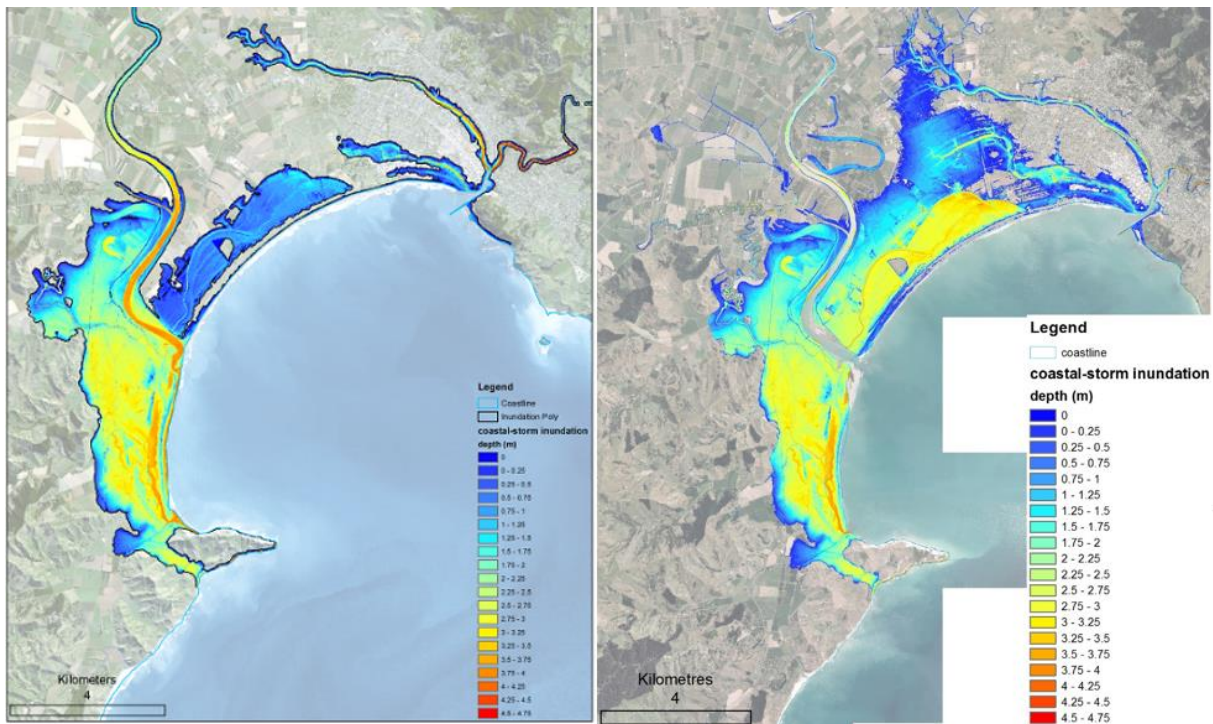 Legend
Coastline
Inundation Poly
coastal-storm inundation
depth (m)
0
0 - 0.25
0.25 - 0.5
0.5 - 0.75
0.75 - 1
1 - 1.25
1.25 - 1.5
1.5 - 1.75
1.75 - 2
2 - 2.25
2.25 - 2.5
2.5 - 2.75
2.75 - 3
3 - 3.25
3.25 - 3.5
3.5 - 3.75
3.75 - 4
4 - 4.25
4.25 - 4.5
4.5 - 4.75
Kilometers
4
Legend
coastline
coastal-storm inundation
depth (m)
0
0 - 0.25
0.25 - 0.5
0.5 - 0.75
0.75 - 1
1 - 1.25
1.25 - 1.5
1.5 - 1.75
1.75 - 2
2 - 2.25
2.25 - 2.5
2.5 - 2.75
2.75 - 3
3 - 3.25
3.25 - 3.5
3.5 - 3.75
3.75 - 4
4 - 4.25
4.25 - 4.5
4.5 - 4.75
Kilometres
4